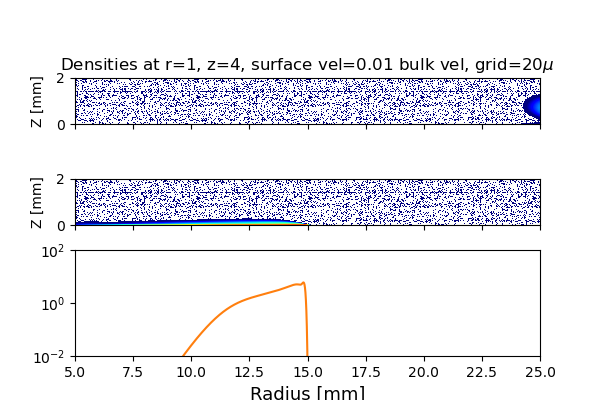 Densities at r=1, z=4, surface vel=0.01 bulk vel, grid=20μ
2
Z [mm]
0
2
Z [mm]
0
10²
10⁰
10⁻²
5.0 7.5 10.0 12.5 15.0 17.5 20.0 22.5 25.0
Radius [mm]